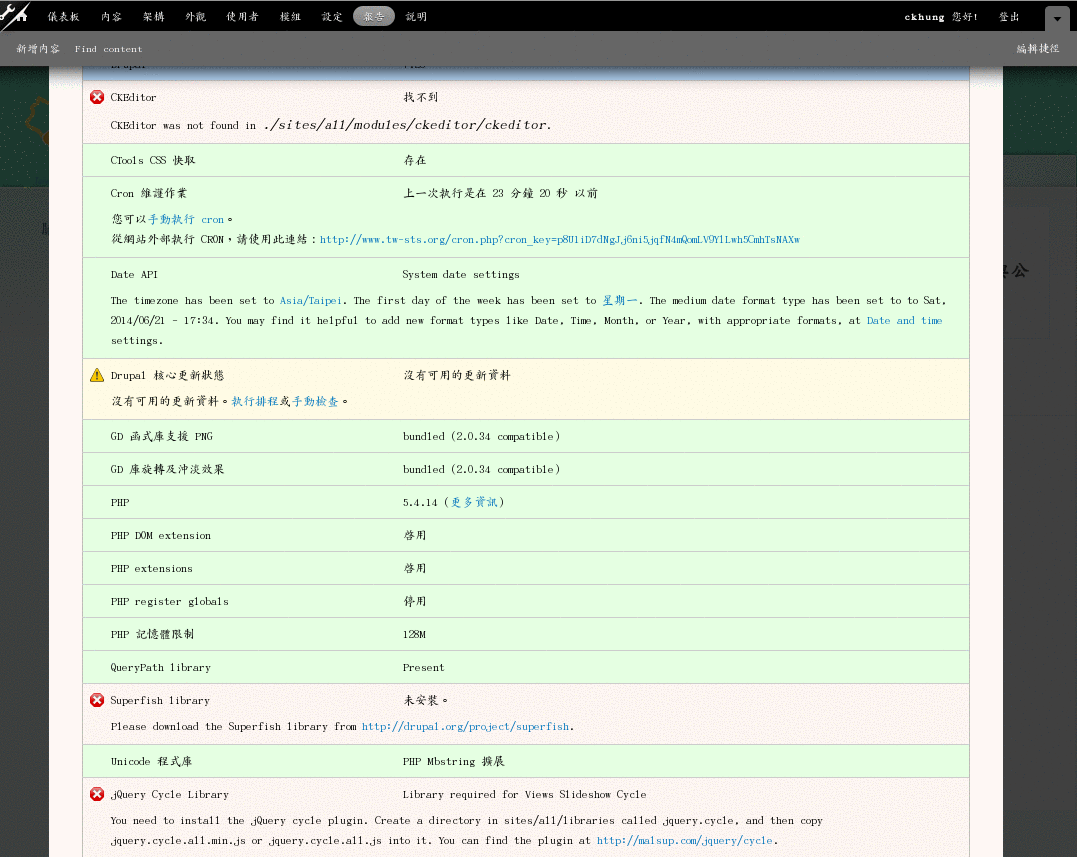 儀表板 內容 架構 外觀 使用者 模組 設定 報告 說明 ckhung 您好! 登出
新增內容 Find content 編輯捷徑
CKEditor 找不到
CKEditor was not found in ./sites/all/modules/ckeditor/ckeditor.
CTools CSS 快取 存在
Cron 維護作業 上一次執行是在 23 分鐘 20 秒 以前
您可以手動執行 cron。
從網站外部執行 CRON，請使用此連結：http://www.tw-sts.org/cron.php?cron_key=p8UliD7dNgJj6ni5jqfN4mQomLV9YlLwh5CmhTsNAXw
Date API System date settings
The timezone has been set to Asia/Taipei. The first day of the week has been set to 星期一. The medium date format type has been set to to Sat,
2014/06/21 - 17:34. You may find it helpful to add new format types like Date, Time, Month, or Year, with appropriate formats, at Date and time
settings.
Drupal 核心更新狀態 沒有可用的更新資料
沒有可用的更新資料。執行排程或手動檢查。
GD 函式庫支援 PNG bundled (2.0.34 compatible)
GD 庫旋轉及沖淡效果 bundled (2.0.34 compatible)
PHP 5.4.14 (更多資訊)
PHP DOM extension 啓用
PHP extensions 啓用
PHP register globals 停用
PHP 記憶體限制 128M
QueryPath library Present
Superfish library 未安裝。
Please download the Superfish library from http://drupal.org/project/superfish.
Unicode 程式庫 PHP Mbstring 擴展
jQuery Cycle Library Library required for Views Slideshow Cycle
You need to install the jQuery cycle plugin. Create a directory in sites/all/libraries called jquery.cycle, and then copy
jquery.cycle.all.min.js or jquery.cycle.all.js into it. You can find the plugin at http://malsup.com/jquery/cycle.